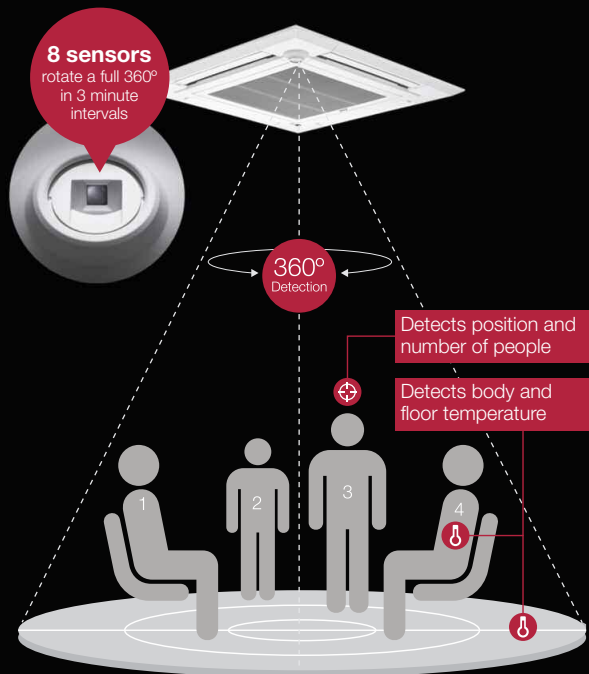 8 sensors
rotate a full 360º
in 3 minute
intervals
360º
Detection
Detects position and
number of people
Detects body and
floor temperature
1
2
3
4